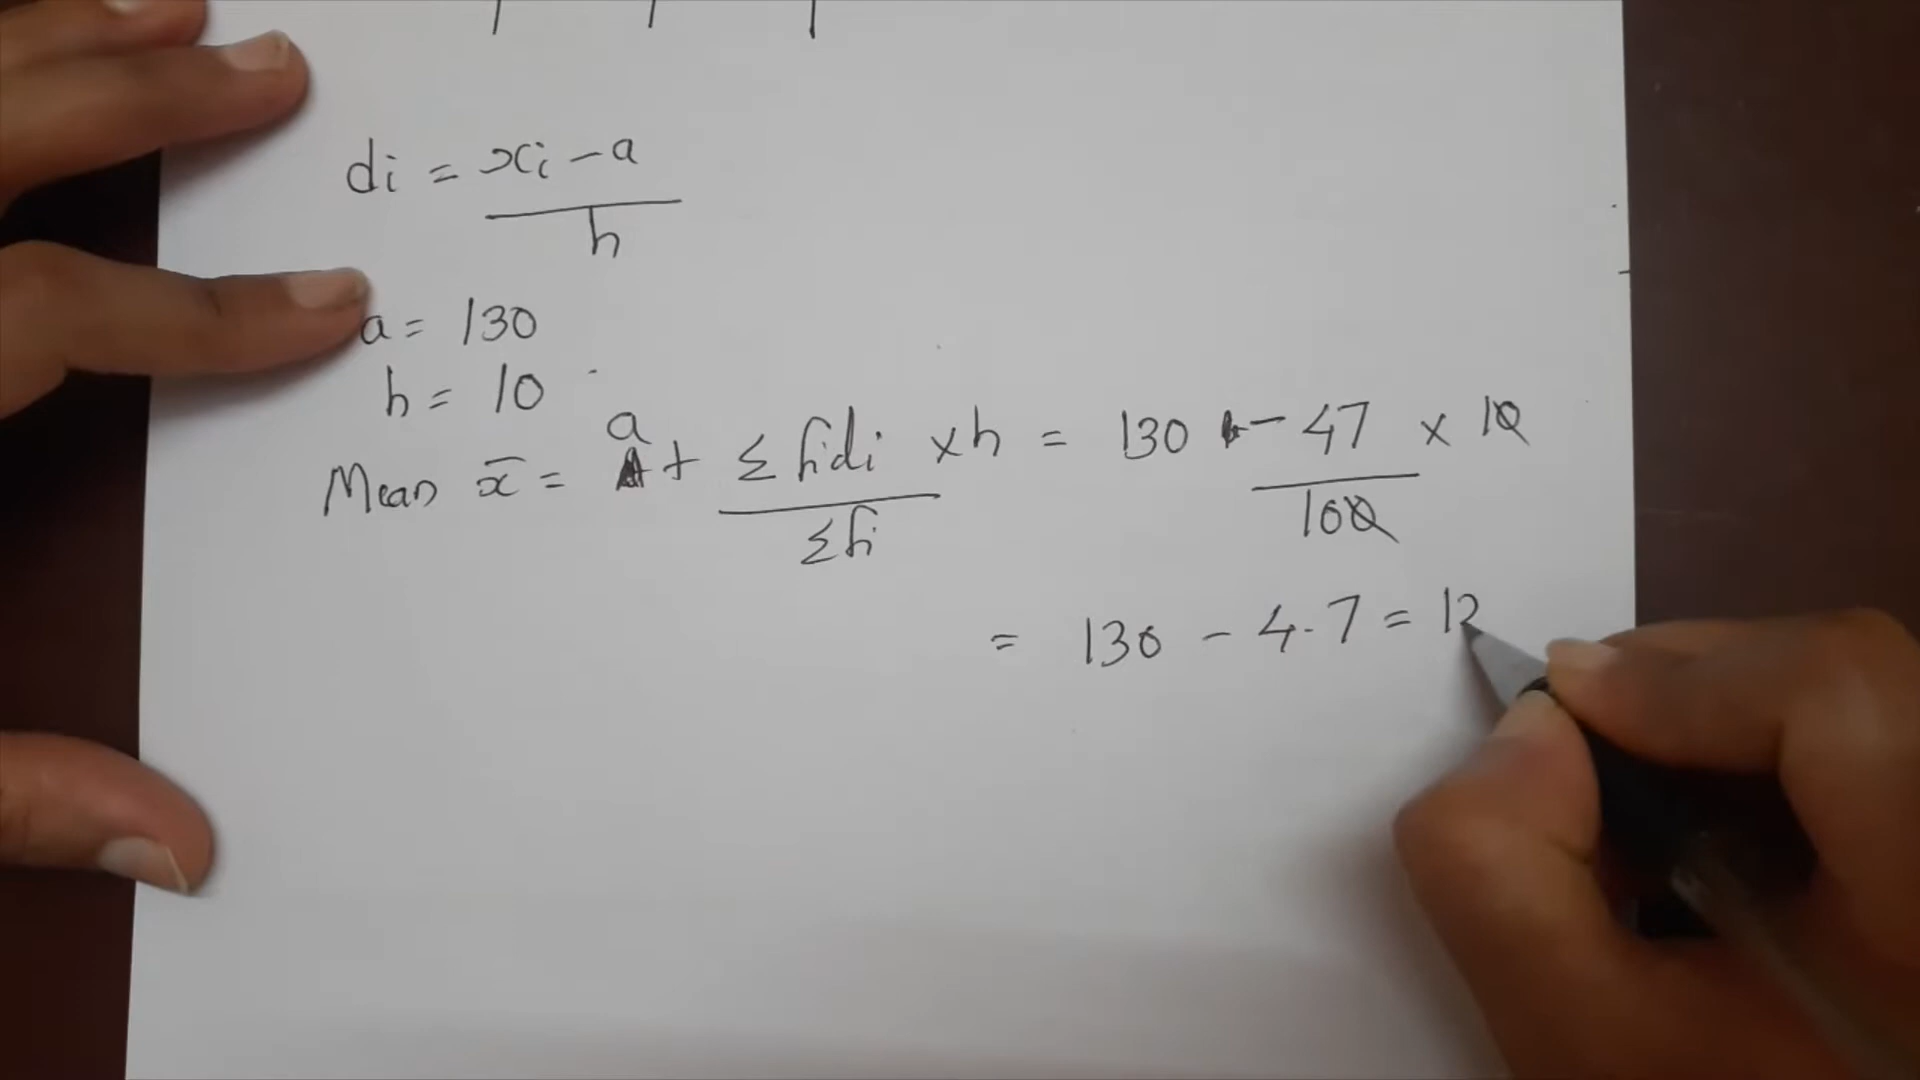 di = xi - a
h
a = 130
h = 10
Mean x̄ = a + Σfidi × h = 130 - 47 × 10
Σfi 100
= 130 - 4.7 = 12